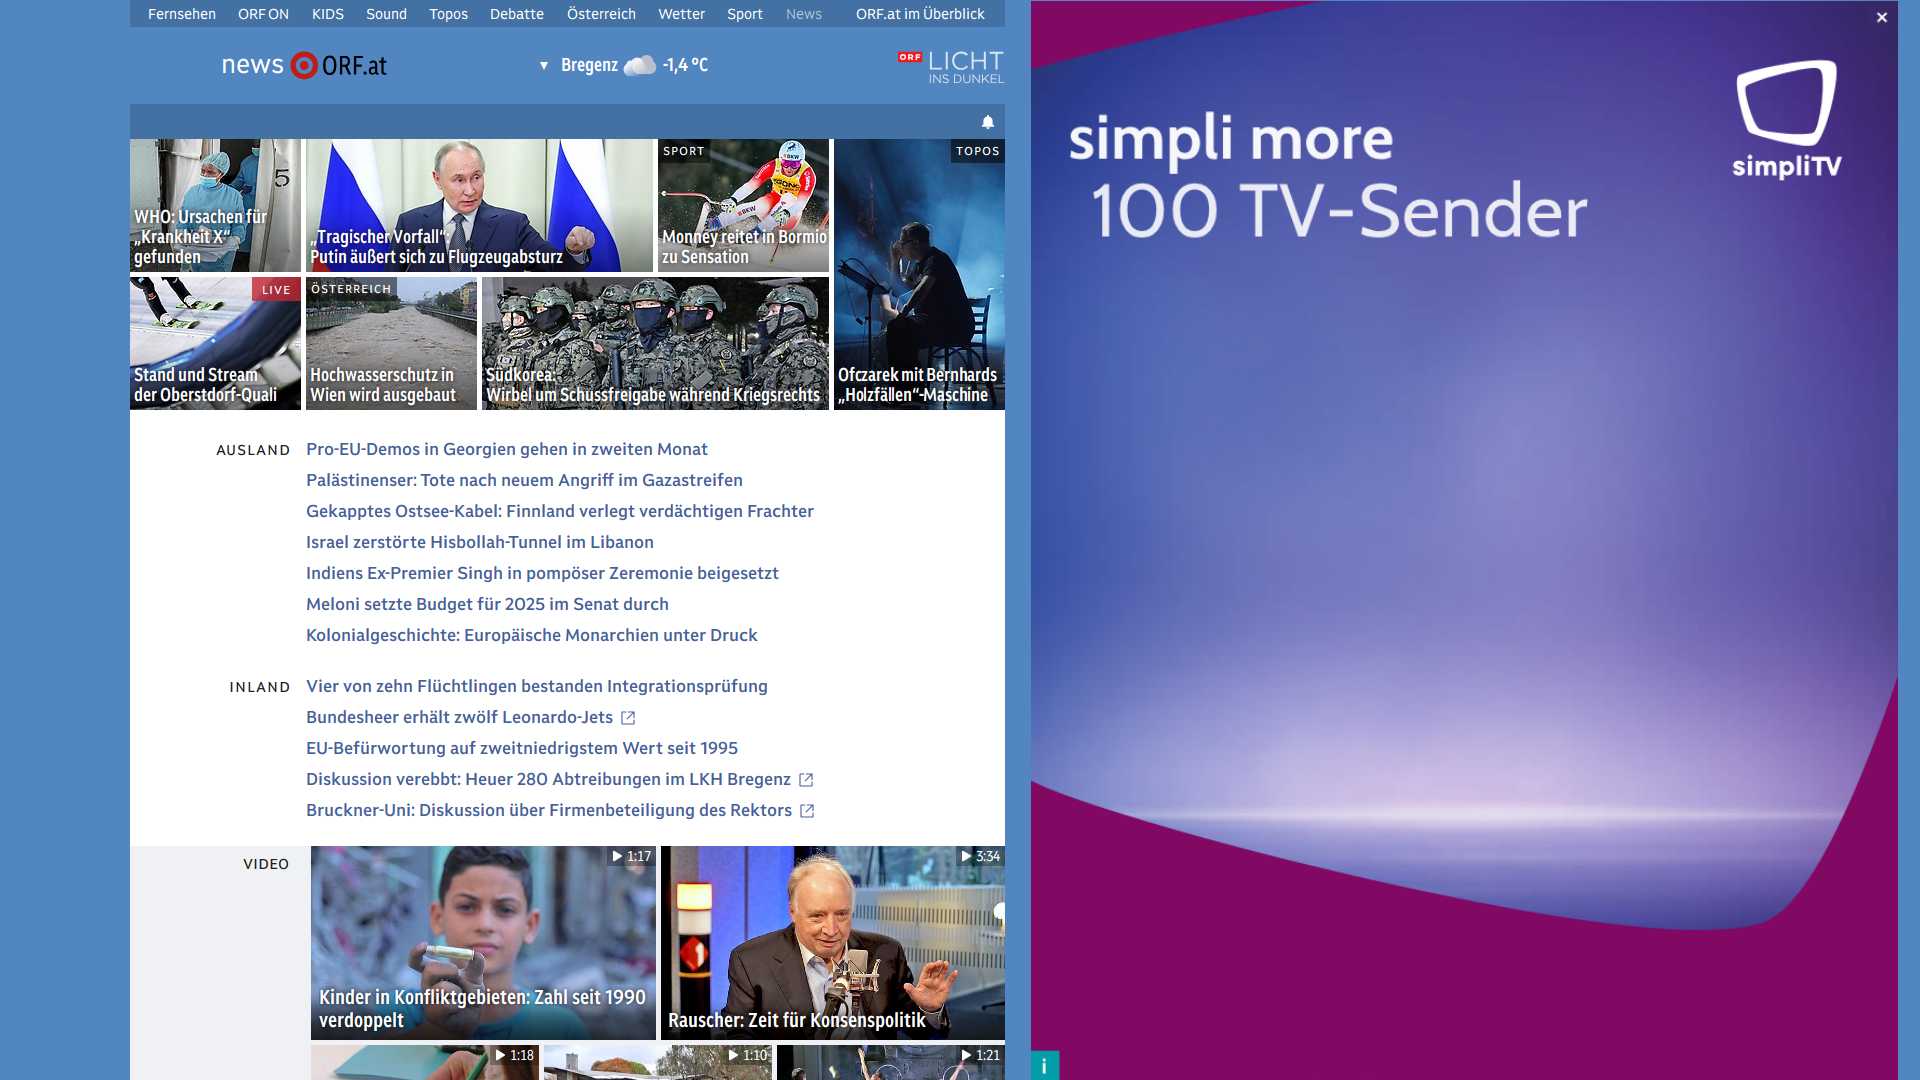 Fernsehen ORF ON KIDS Sound Topos Debatte Österreich Wetter Sport News ORF.at im Überblick
news ORF.at
▼ Bregenz -1,4 °C
ORF LICHT
INS DUNKEL
5
WHO: Ursachen für
„Krankheit X“
gefunden
„Tragischer Vorfall“:
Putin äußert sich zu Flugzeugabsturz
SPORT
Monney reitet in Bormio
zu Sensation
TOPOS
Ofczarek mit Bernhards
„Holzfällen“-Maschine
LIVE
Stand und Stream
der Oberstdorf-Quali
ÖSTERREICH
Hochwasserschutz in
Wien wird ausgebaut
Südkorea:
Wirbel um Schussfreigabe während Kriegsrechts
AUSLAND
Pro-EU-Demos in Georgien gehen in zweiten Monat
Palästinenser: Tote nach neuem Angriff im Gazastreifen
Gekapptes Ostsee-Kabel: Finnland verlegt verdächtigen Frachter
Israel zerstörte Hisbollah-Tunnel im Libanon
Indiens Ex-Premier Singh in pompöser Zeremonie beigesetzt
Meloni setzte Budget für 2025 im Senat durch
Kolonialgeschichte: Europäische Monarchien unter Druck
INLAND
Vier von zehn Flüchtlingen bestanden Integrationsprüfung
Bundesheer erhält zwölf Leonardo-Jets
EU-Befürwortung auf zweitniedrigstem Wert seit 1995
Diskussion verebbt: Heuer 280 Abtreibungen im LKH Bregenz
Bruckner-Uni: Diskussion über Firmenbeteiligung des Rektors
VIDEO
1:17
Kinder in Konfliktgebieten: Zahl seit 1990
verdoppelt
3:34
Rauscher: Zeit für Konsenspolitik
1:18
1:10
1:21
simpli more
100 TV-Sender
simpliTV